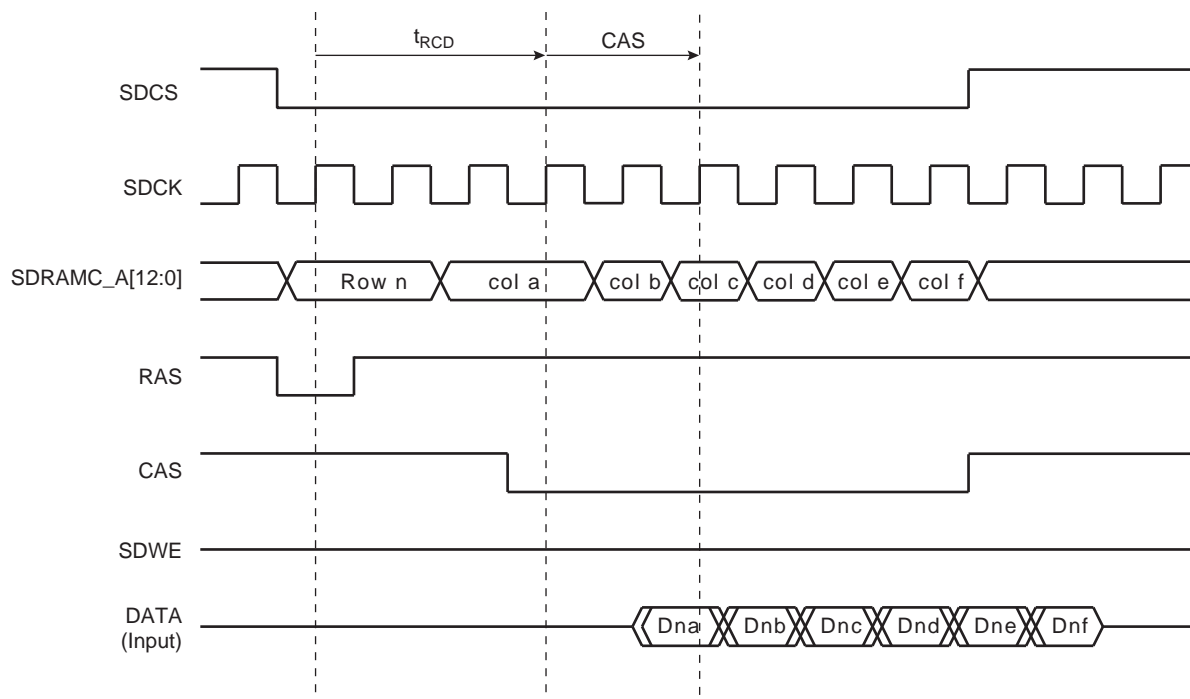 t_RCD CAS
SDCS
SDCK
SDRAMC_A[12:0] Row n col a col b col c col d col e col f
RAS
CAS
SDWE
DATA
(Input) Dna Dnb Dnc Dnd Dne Dnf